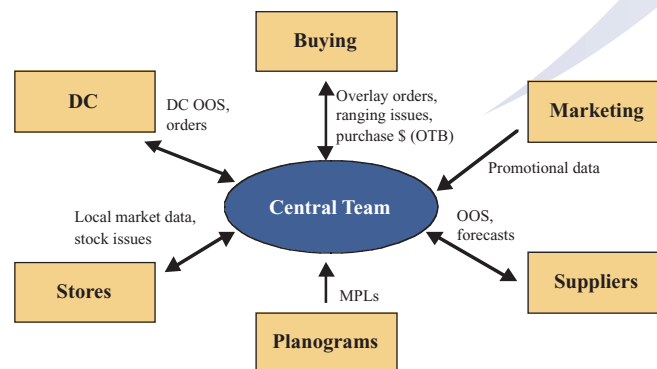 Buying
DC
DC OOS,
orders
Overlay orders,
ranging issues,
purchase $ (OTB)
Marketing
Promotional data
Central Team
Local market data,
stock issues
OOS,
forecasts
Stores
MPLs
Suppliers
Planograms